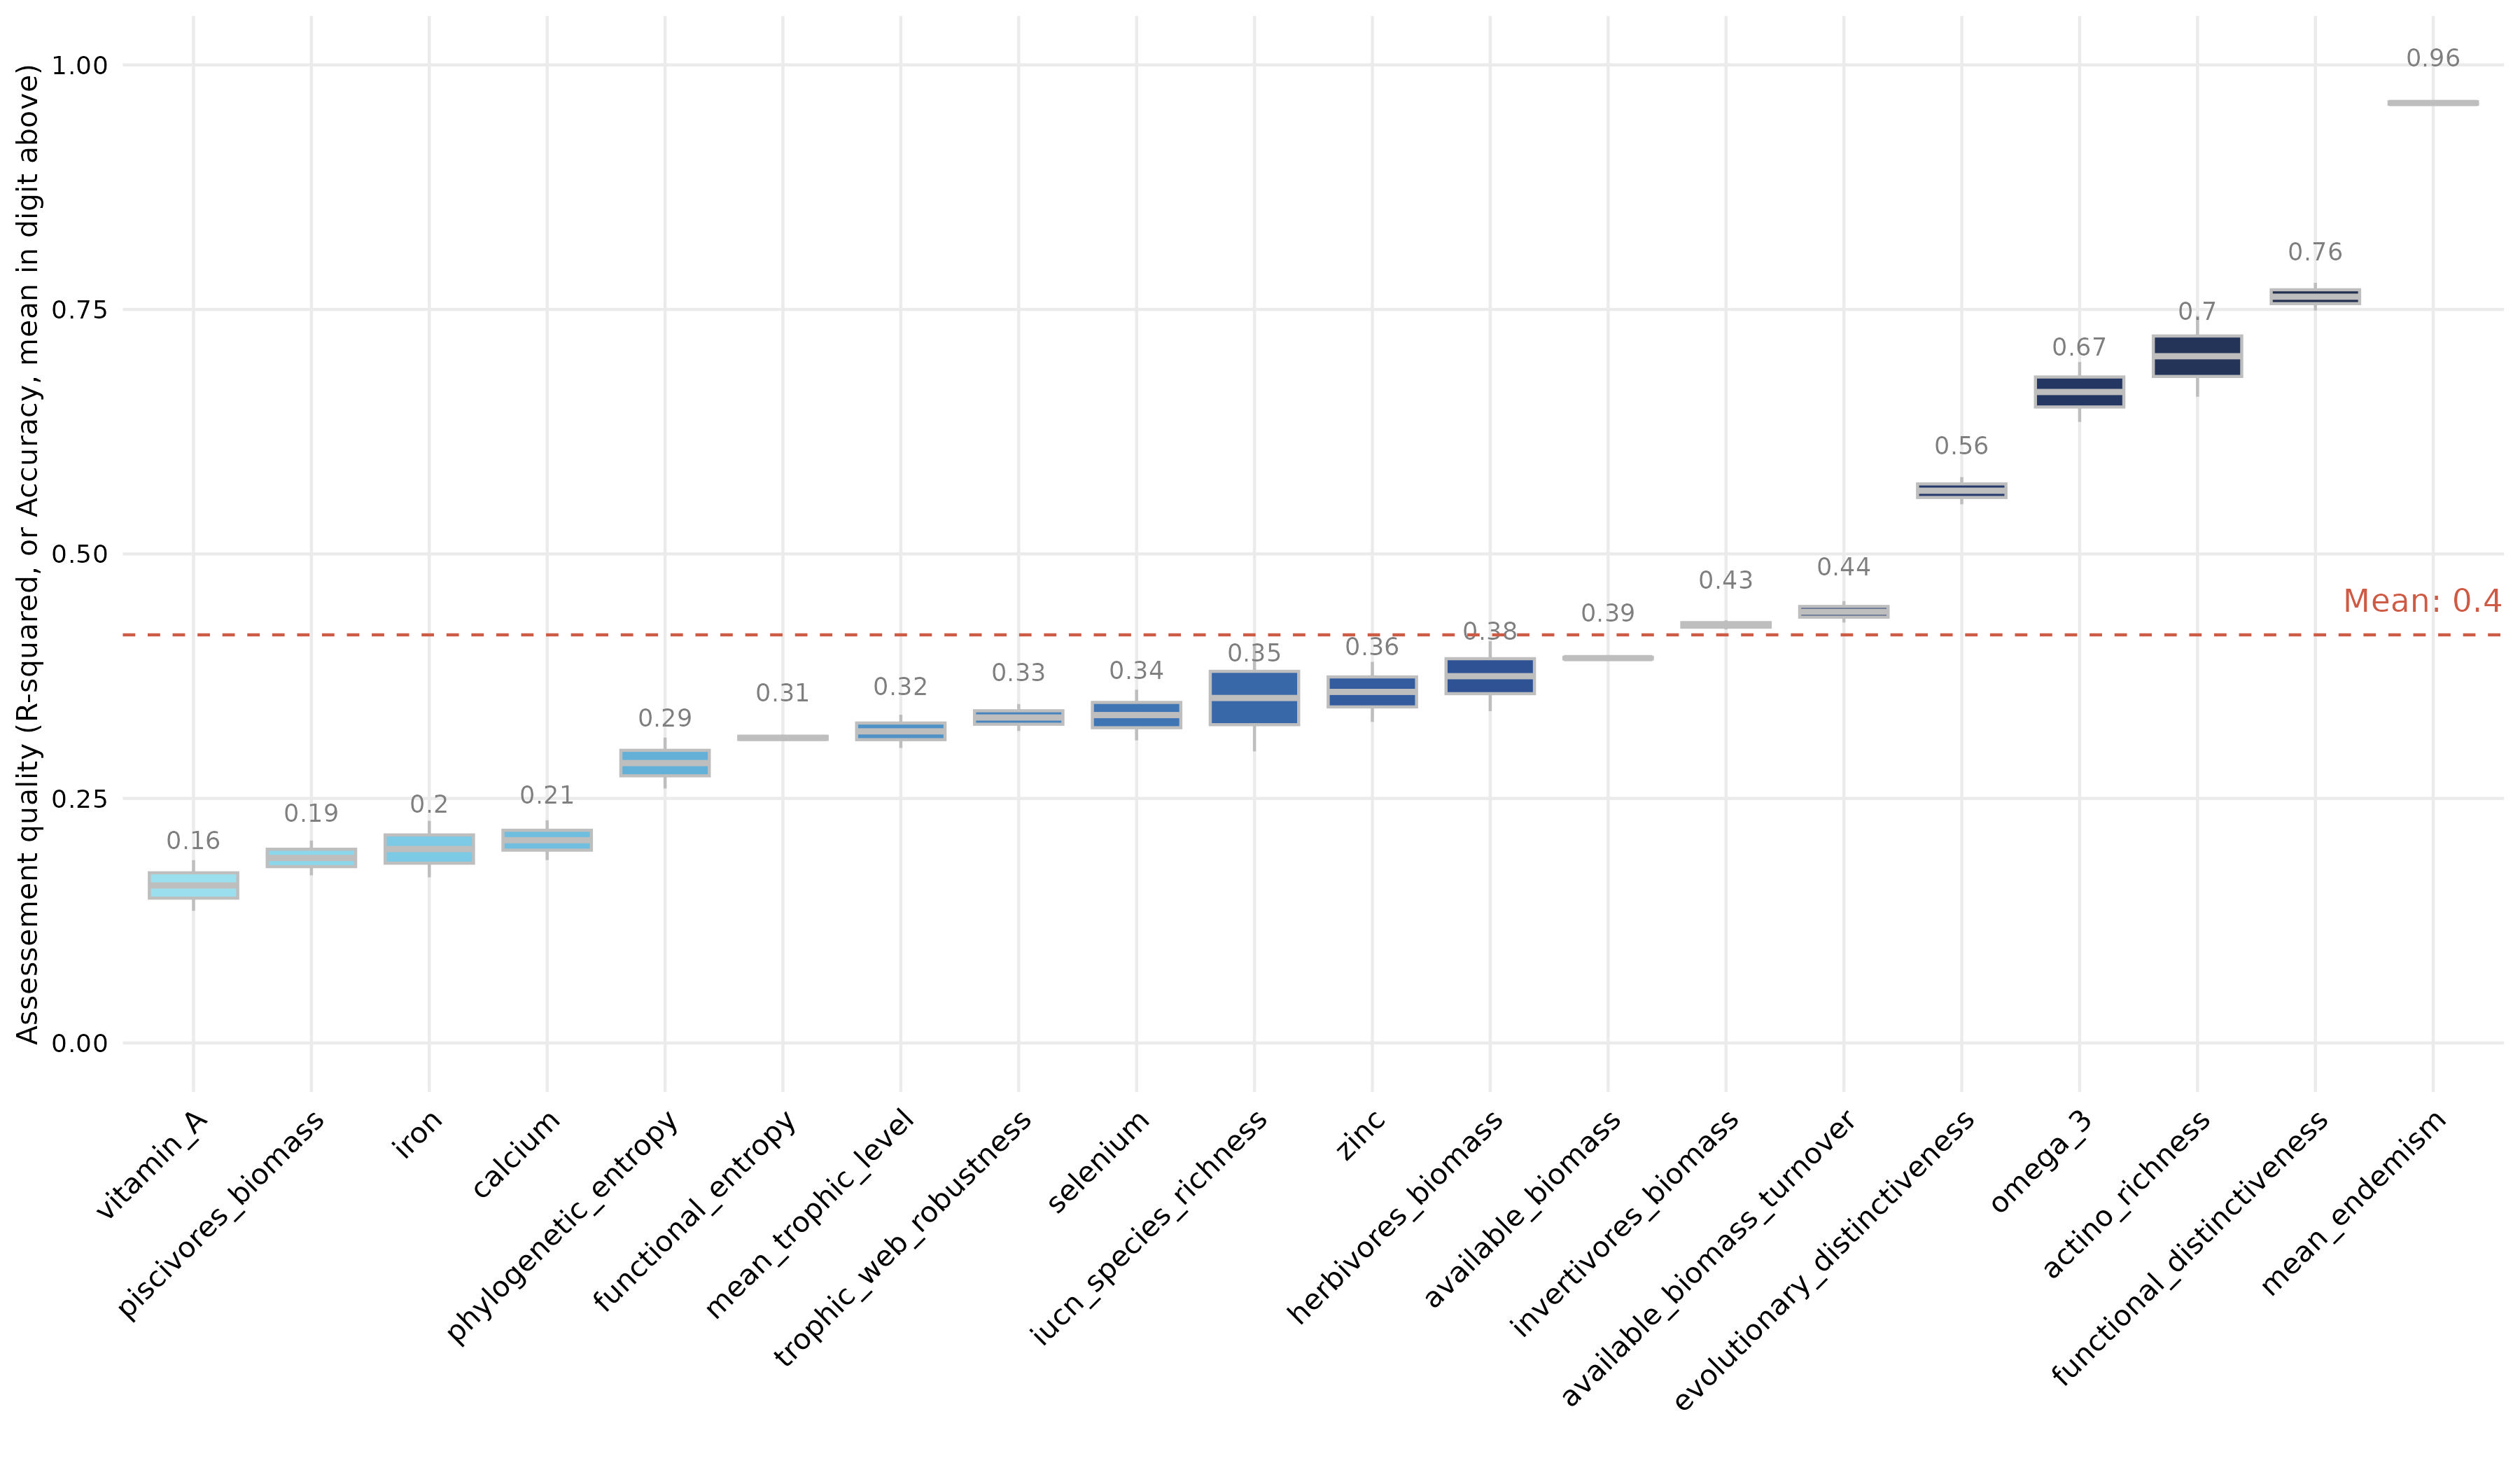 Assessement quality (R-squared, or Accuracy, mean in digit above)
1.00
0.75
0.50
0.25
0.00
0.16
0.19
0.2
0.21
0.29
0.31
0.32
0.33
0.34
0.35
0.36
0.38
0.39
0.43
0.44
0.56
0.67
0.7
0.76
0.96
Mean: 0.4
vitamin_A
piscivores_biomass
iron
calcium
phylogenetic_entropy
functional_entropy
mean_trophic_level
trophic_web_robustness
selenium
iucn_species_richness
zinc
herbivores_biomass
available_biomass
invertivores_biomass
available_biomass_turnover
evolutionary_distinctiveness
omega_3
actino_richness
functional_distinctiveness
mean_endemism